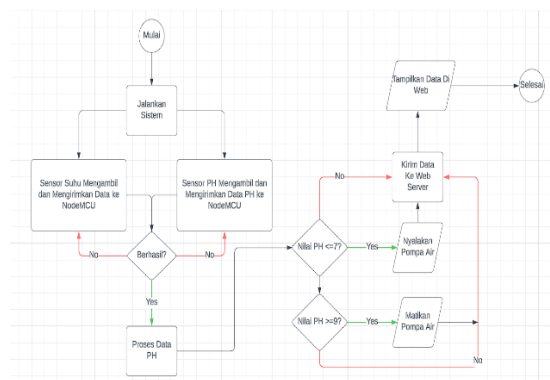 Mulai
Jalankan
Sistem
Sensor Suhu Mengambil
dan Mengirimkan Data ke
NodeMCU
Sensor PH Mengambil dan
Mengirimkan Data PH ke
NodeMCU
No
Berhasil?
No
Yes
Proses Data
PH
Tampilkan Data Di
Web
Selesai
Kirim Data
Ke Web
Server
No
Nilai PH <=7?
Yes
Nyalakan
Pompa Air
Nilai PH >=9?
Yes
Matikan
Pompa Air
No